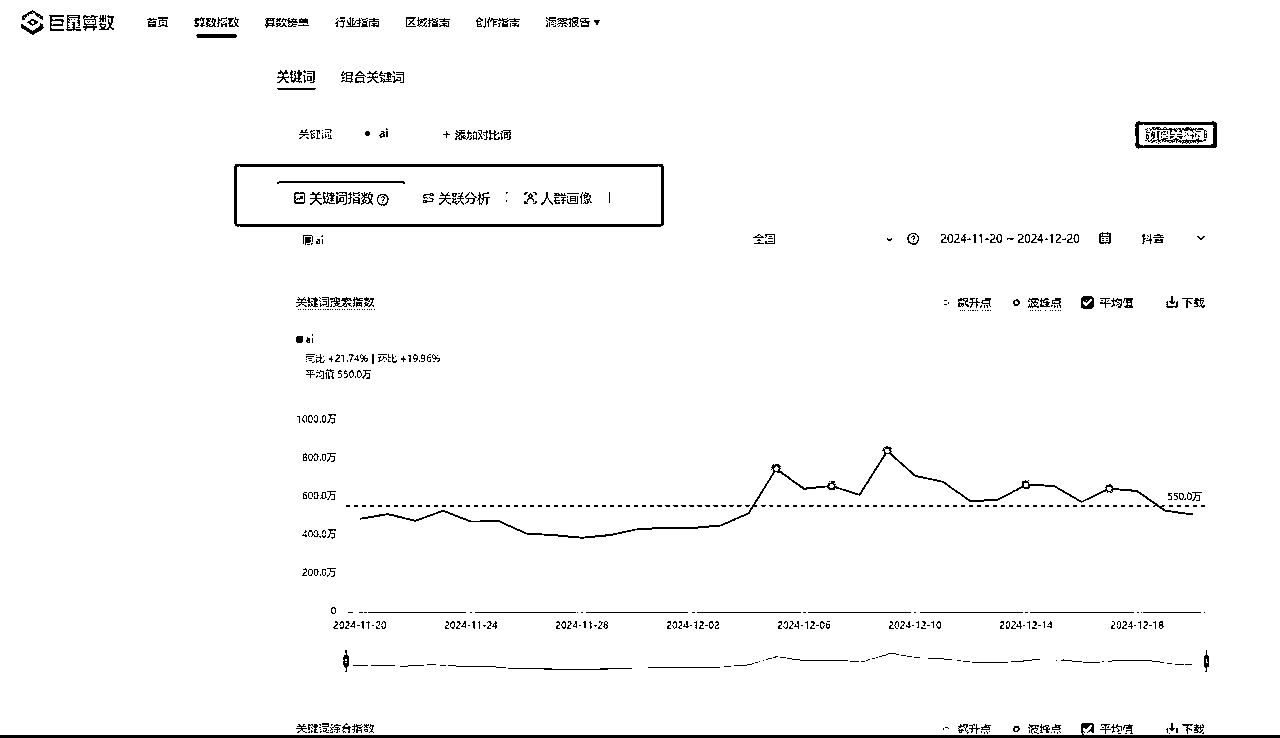 巨量算数 首页 算数指数 算数榜单 行业指南 区域指南 创作指南 洞察报告
关键词 组合关键词
关键词 ai + 添加对比词
订阅关键词
关键词指数 关联分析 人群画像
ai 全国 2024-11-20 ~ 2024-12-20 抖音
关键词搜索指数 飙升点 波峰点 平均值 下载
ai
同比 +21.74% | 环比 +19.96%
平均值 550.0万
1000.0万
800.0万
600.0万
550.0万
400.0万
200.0万
0
2024-11-20 2024-11-24 2024-11-28 2024-12-02 2024-12-06 2024-12-10 2024-12-14 2024-12-18
关键词综合指数 飙升点 波峰点 平均值 下载